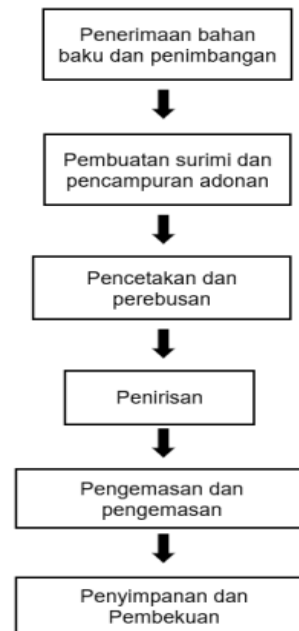 Penerimaan bahan
baku dan penimbangan
Pembuatan surimi dan
pencampuran adonan
Pencetakan dan
perebusan
Penirisan
Pengemasan dan
pengemasan
Penyimpanan dan
Pembekuan